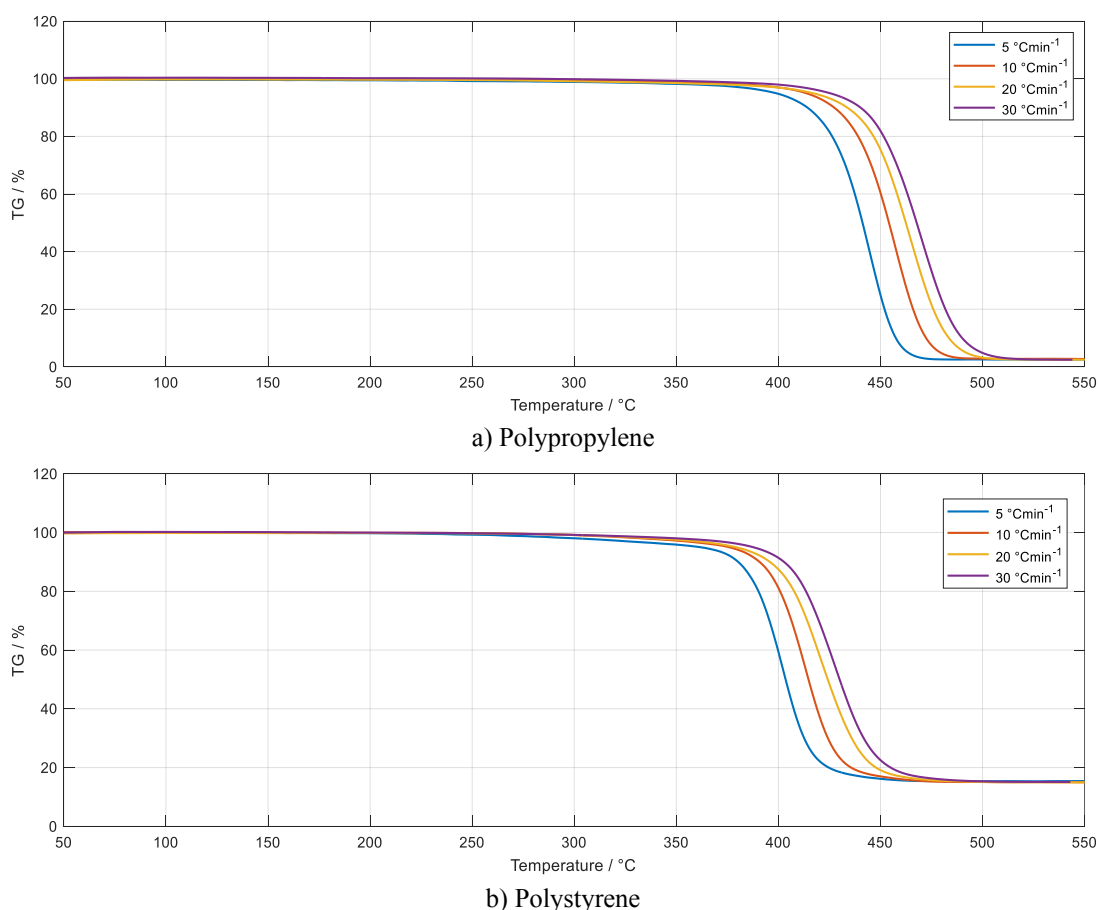 120
100
80
60
40
20
0
TG / %
5 °Cmin-1
10 °Cmin-1
20 °Cmin-1
30 °Cmin-1
50 100 150 200 250 300 350 400 450 500 550
Temperature / °C
a) Polypropylene
120
100
80
60
40
20
0
TG / %
5 °Cmin-1
10 °Cmin-1
20 °Cmin-1
30 °Cmin-1
50 100 150 200 250 300 350 400 450 500 550
Temperature / °C
b) Polystyrene